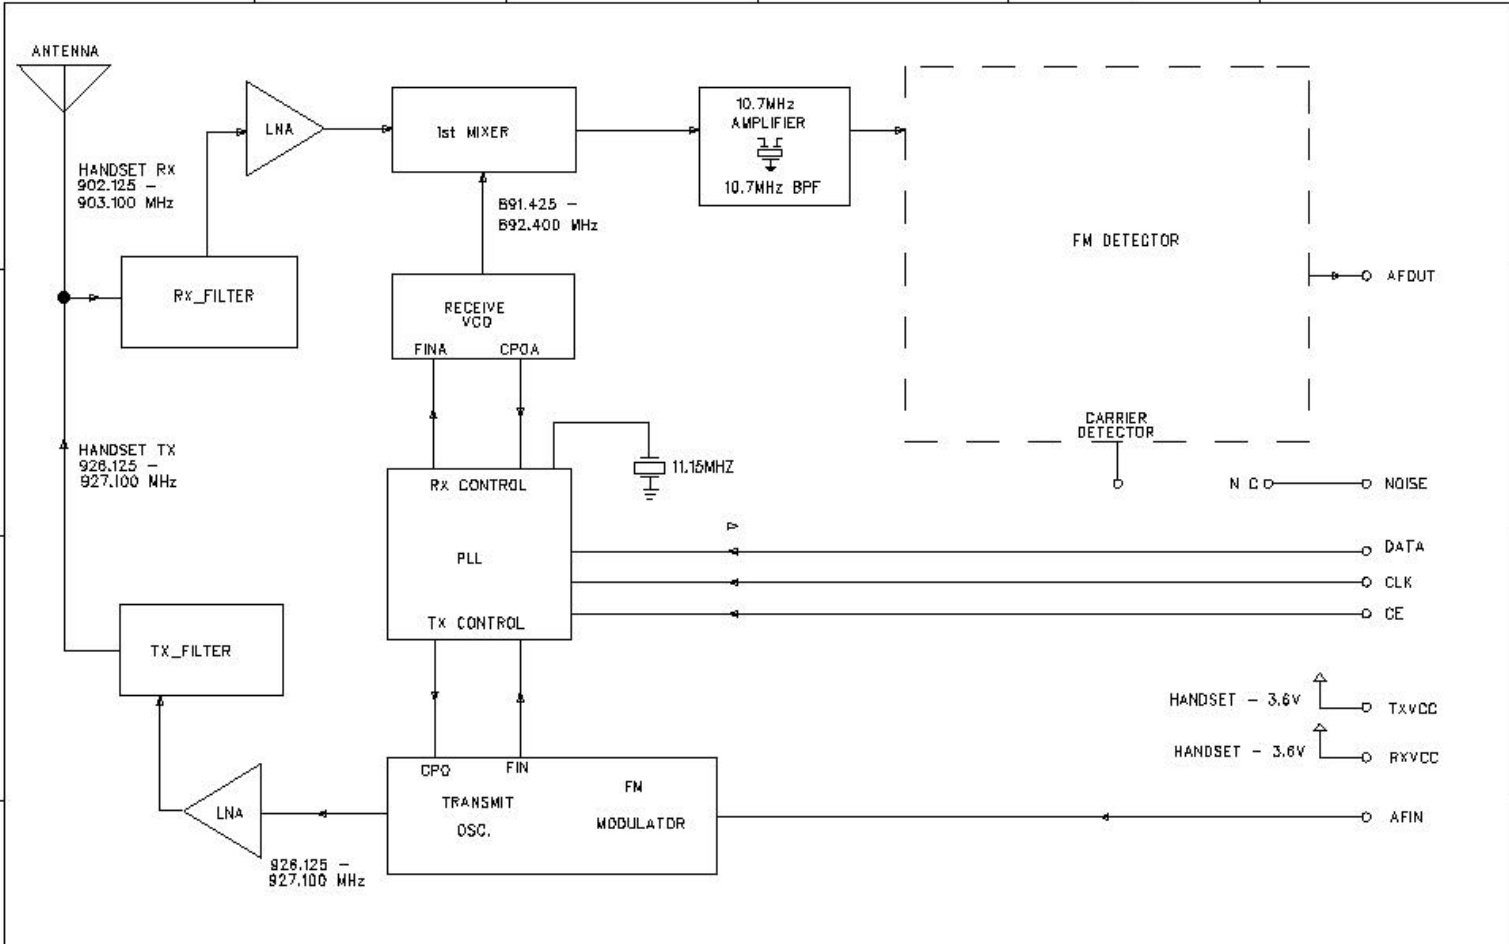 ANTENNA
LNA
1st MIXER
10.7MHz
AMPLIFIER
10.7MHz BPF
HANDSET RX
902.125 -
903.100 MHz
891.425 -
892.400 MHz
FM DETECTOR
RX_FILTER
RECEIVE
VCO
FINA CPOA
AFOUT
CARRIER
DETECTOR
HANDSET TX
926.125 -
927.100 MHz
11.15MHZ
RX CONTROL
N C
NOISE
PLL
DATA
CLK
CE
TX CONTROL
TX_FILTER
HANDSET - 3.6V
TXVCC
HANDSET - 3.6V
RXVCC
CPO FIN
FM
TRANSMIT
OSC.
MODULATOR
LNA
AFIN
926.125 -
927.100 MHz